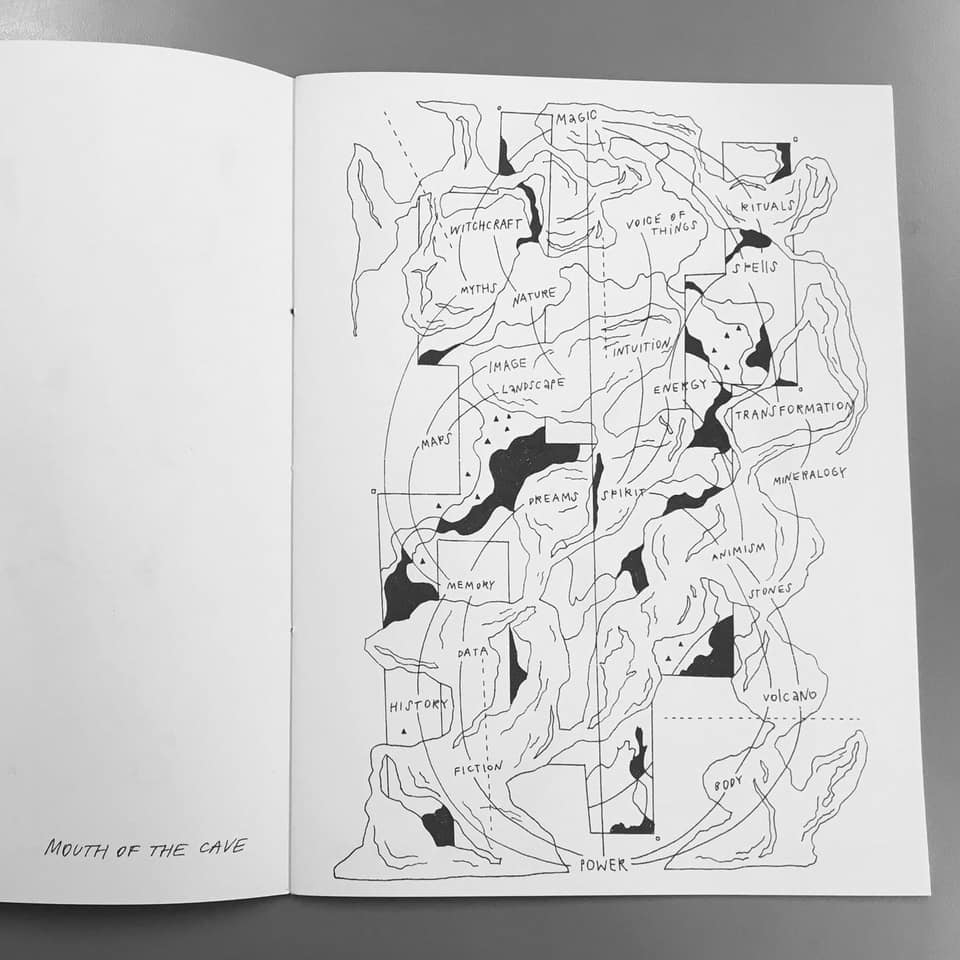 MOUTH OF THE CAVE
MAGIC
RITUALS
WITCHCRAFT
VOICE OF
THINGS
SPELLS
MYTHS
NATURE
INTUITION
IMAGE
LANDSCAPE
ENERGY
TRANSFORMATION
MAPS
MINERALOGY
DREAMS
SPIRIT
ANIMISM
MEMORY
STONES
DATA
HISTORY
VOLCANO
FICTION
BODY
POWER